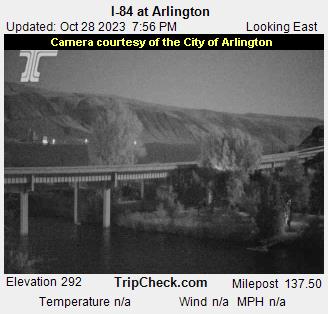 I-84 at Arlington
Updated: Oct 28 2023 7:56 PM Looking East
Camera courtesy of the City of Arlington
Elevation 292 TripCheck.com Milepost 137.50
Temperature n/a Wind n/a MPH n/a